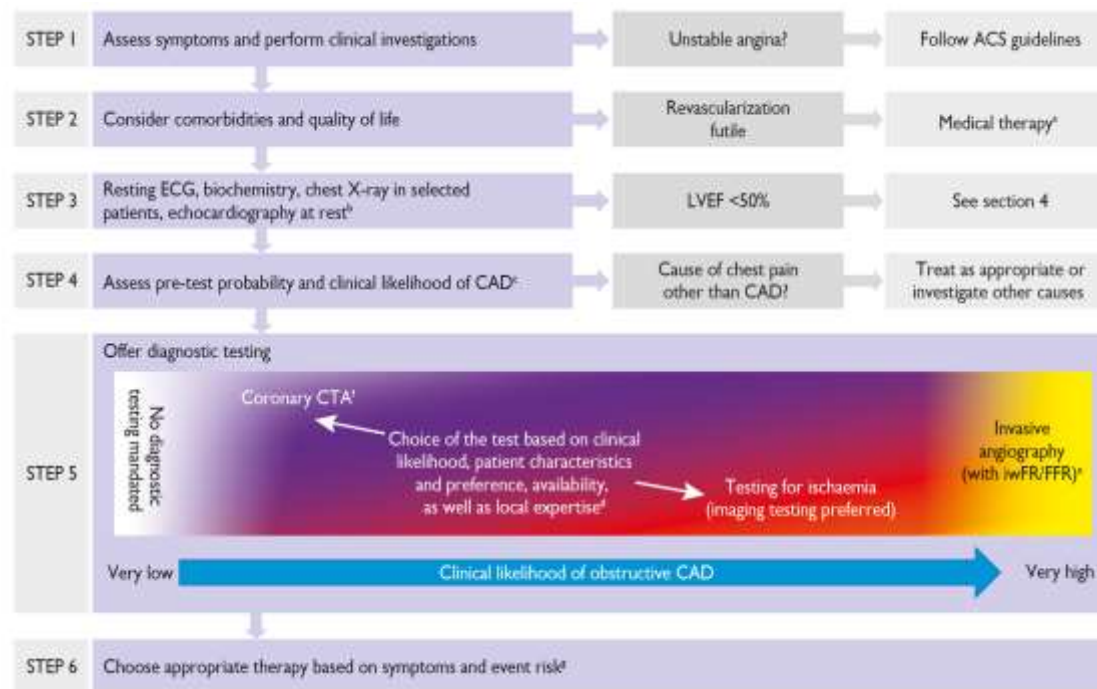 STEP 1
Assess symptoms and perform clinical investigations
Unstable angina?
Follow ACS guidelines
STEP 2
Consider comorbidities and quality of life
Revascularization
futile
Medical therapyᵃ
STEP 3
Resting ECG, biochemistry, chest X-ray in selected
patients, echocardiography at restᵇ
LVEF <50%
See section 4
STEP 4
Assess pre-test probability and clinical likelihood of CADᶜ
Cause of chest pain
other than CAD?
Treat as appropriate or
investigate other causes
STEP 5
Offer diagnostic testing
No diagnostic
testing mandated
Coronary CTA
Choice of the test based on clinical
likelihood, patient characteristics
and preference, availability,
as well as local expertiseᵈ
Testing for ischaemia
(imaging testing preferred)
Invasive
angiography
(with iwFR/FFR)ᵉ
Very low
Clinical likelihood of obstructive CAD
Very high
STEP 6
Choose appropriate therapy based on symptoms and event riskᵍ